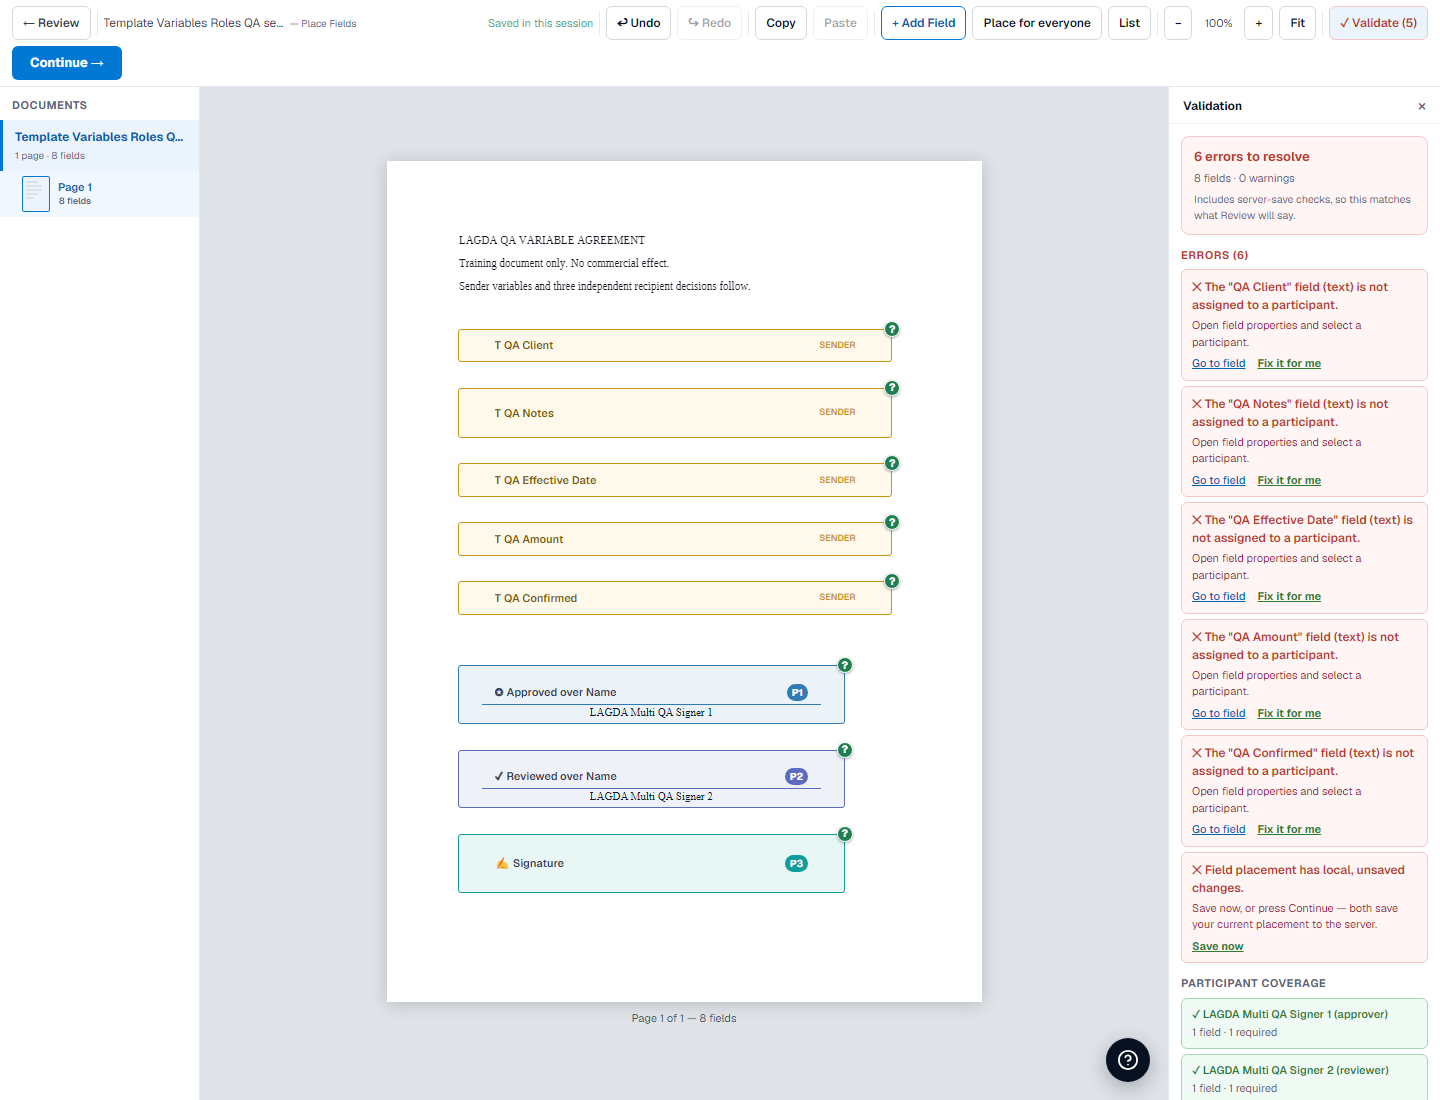 ← Review
Template Variables Roles QA se... — Place Fields
Saved in this session
↩ Undo
↪ Redo
Copy
Paste
+ Add Field
Place for everyone
List
−
100%
+
Fit
✓ Validate (5)
Continue →
DOCUMENTS
Template Variables Roles Q...
1 page · 8 fields
Page 1
8 fields
LAGDA QA VARIABLE AGREEMENT
Training document only. No commercial effect.
Sender variables and three independent recipient decisions follow.
?
T QA Client SENDER
?
T QA Notes SENDER
?
T QA Effective Date SENDER
?
T QA Amount SENDER
?
T QA Confirmed SENDER
?
✪ Approved over Name P1
LAGDA Multi QA Signer 1
?
✓ Reviewed over Name P2
LAGDA Multi QA Signer 2
?
✍ Signature P3
Page 1 of 1 — 8 fields
Validation ×
6 errors to resolve
8 fields · 0 warnings
Includes server-save checks, so this matches
what Review will say.
ERRORS (6)
✕ The "QA Client" field (text) is not
assigned to a participant.
Open field properties and select a
participant.
Go to field Fix it for me
✕ The "QA Notes" field (text) is not
assigned to a participant.
Open field properties and select a
participant.
Go to field Fix it for me
✕ The "QA Effective Date" field (text) is
not assigned to a participant.
Open field properties and select a
participant.
Go to field Fix it for me
✕ The "QA Amount" field (text) is not
assigned to a participant.
Open field properties and select a
participant.
Go to field Fix it for me
✕ The "QA Confirmed" field (text) is not
assigned to a participant.
Open field properties and select a
participant.
Go to field Fix it for me
✕ Field placement has local, unsaved
changes.
Save now, or press Continue — both save
your current placement to the server.
Save now
PARTICIPANT COVERAGE
✓ LAGDA Multi QA Signer 1 (approver)
1 field · 1 required
✓ LAGDA Multi QA Signer 2 (reviewer)
1 field · 1 required
?